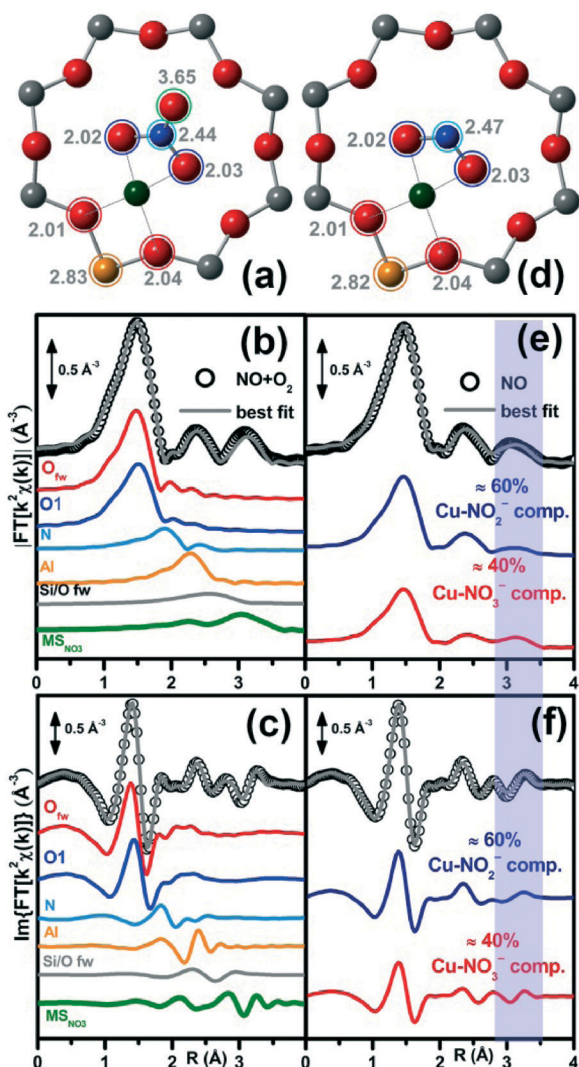 3.65
2.02
2.44
2.03
2.01
2.83
2.04
(a)
2.02
2.47
2.03
2.01
2.82
2.04
(d)
(b)
0.5 Å⁻³
NO+O₂
best fit
O_fw
O1
N
Al
Si/O fw
MS_NO3
|FT[k²χ(k)]| (Å⁻³)
0 1 2 3
(e)
0.5 Å⁻³
NO
best fit
≈ 60%
Cu-NO₂⁻ comp.
≈ 40%
Cu-NO₃⁻ comp.
0 1 2 3 4
(c)
0.5 Å⁻³
O_fw
O1
N
Al
Si/O fw
MS_NO3
Im{FT[k²χ(k)]} (Å⁻³)
0 1 2 3
R (Å)
(f)
0.5 Å⁻³
≈ 60%
Cu-NO₂⁻ comp.
≈ 40%
Cu-NO₃⁻ comp.
0 1 2 3 4
R (Å)